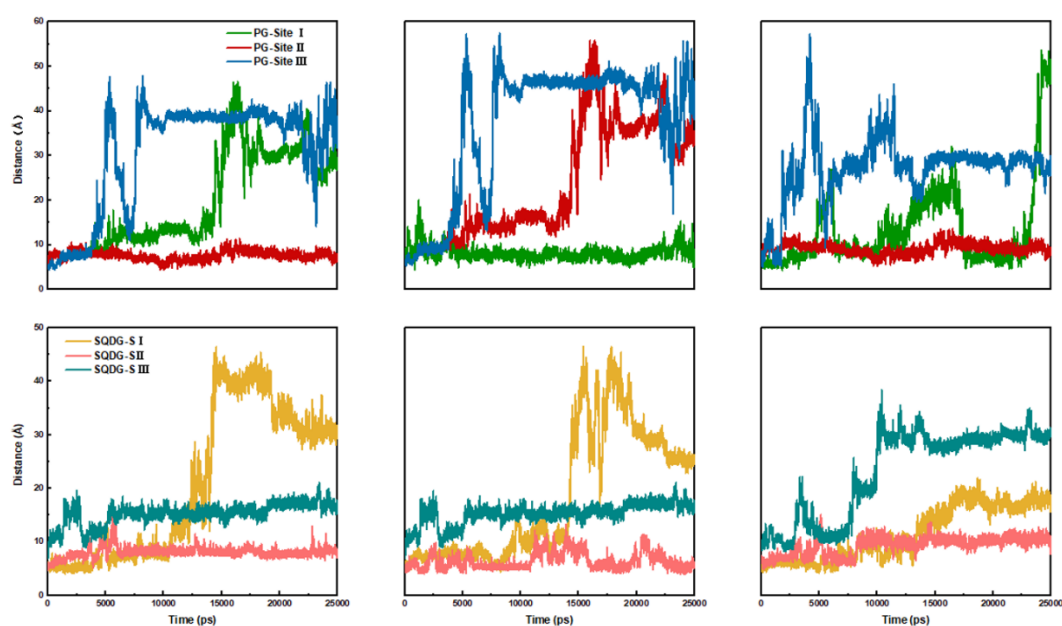 60
50
40
30
20
10
0
Distance (Å)
PG-Site I
PG-Site II
PG-Site III
50
40
30
20
10
0
Distance (Å)
SQDG-S I
SQDG-S II
SQDG-S III
0 5000 10000 15000 20000 25000
0 5000 10000 15000 20000 25000
0 5000 10000 15000 20000 25000
Time (ps)
Time (ps)
Time (ps)